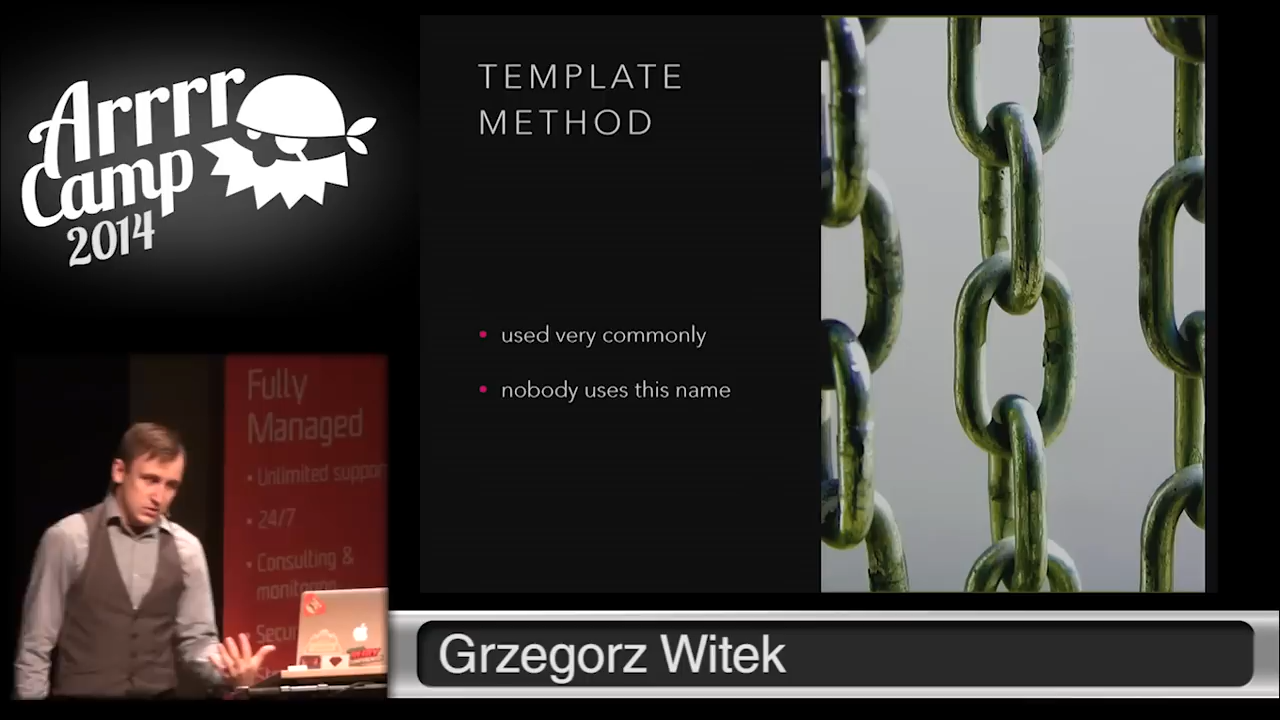 Arrrr
Camp
2014
TEMPLATE
METHOD
• used very commonly
• nobody uses this name
Fully
Managed
• Unlimited suppor
• 24/7
• Consulting &
Grzegorz Witek